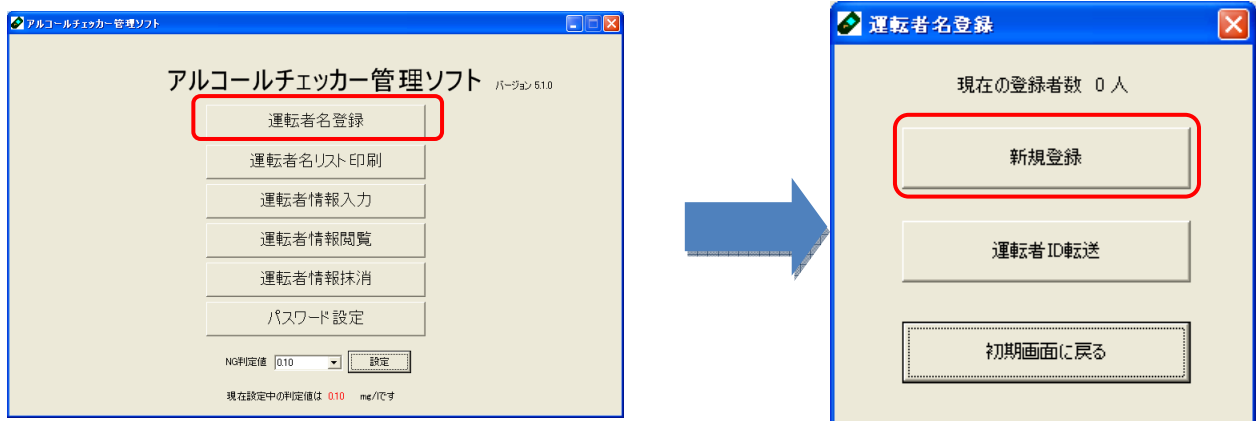 アルコールチェッカー管理ソフト
アルコールチェッカー管理ソフト バージョン 5.1.0
運転者名登録
運転者名リスト印刷
運転者情報入力
運転者情報閲覧
運転者情報抹消
パスワード設定
NG判定値 0.10 設定
現在設定中の判定値は 0.10 mg/lです
運転者名登録
現在の登録者数 0 人
新規登録
運転者ID転送
初期画面に戻る